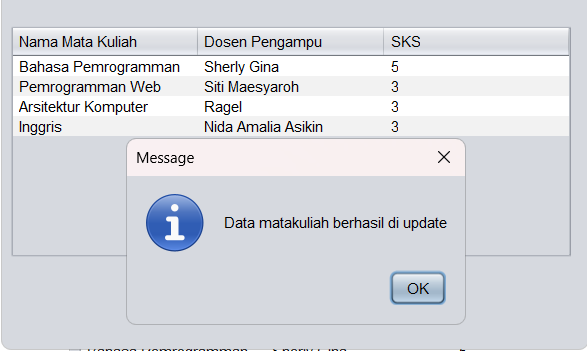 Nama Mata Kuliah Dosen Pengampu SKS
Bahasa Pemrogramman Sherly Gina 5
Pemrogramman Web Siti Maesyaroh 3
Arsitektur Komputer Ragel 3
Inggris Nida Amalia Asikin 3
Message
Data matakuliah berhasil di update
OK